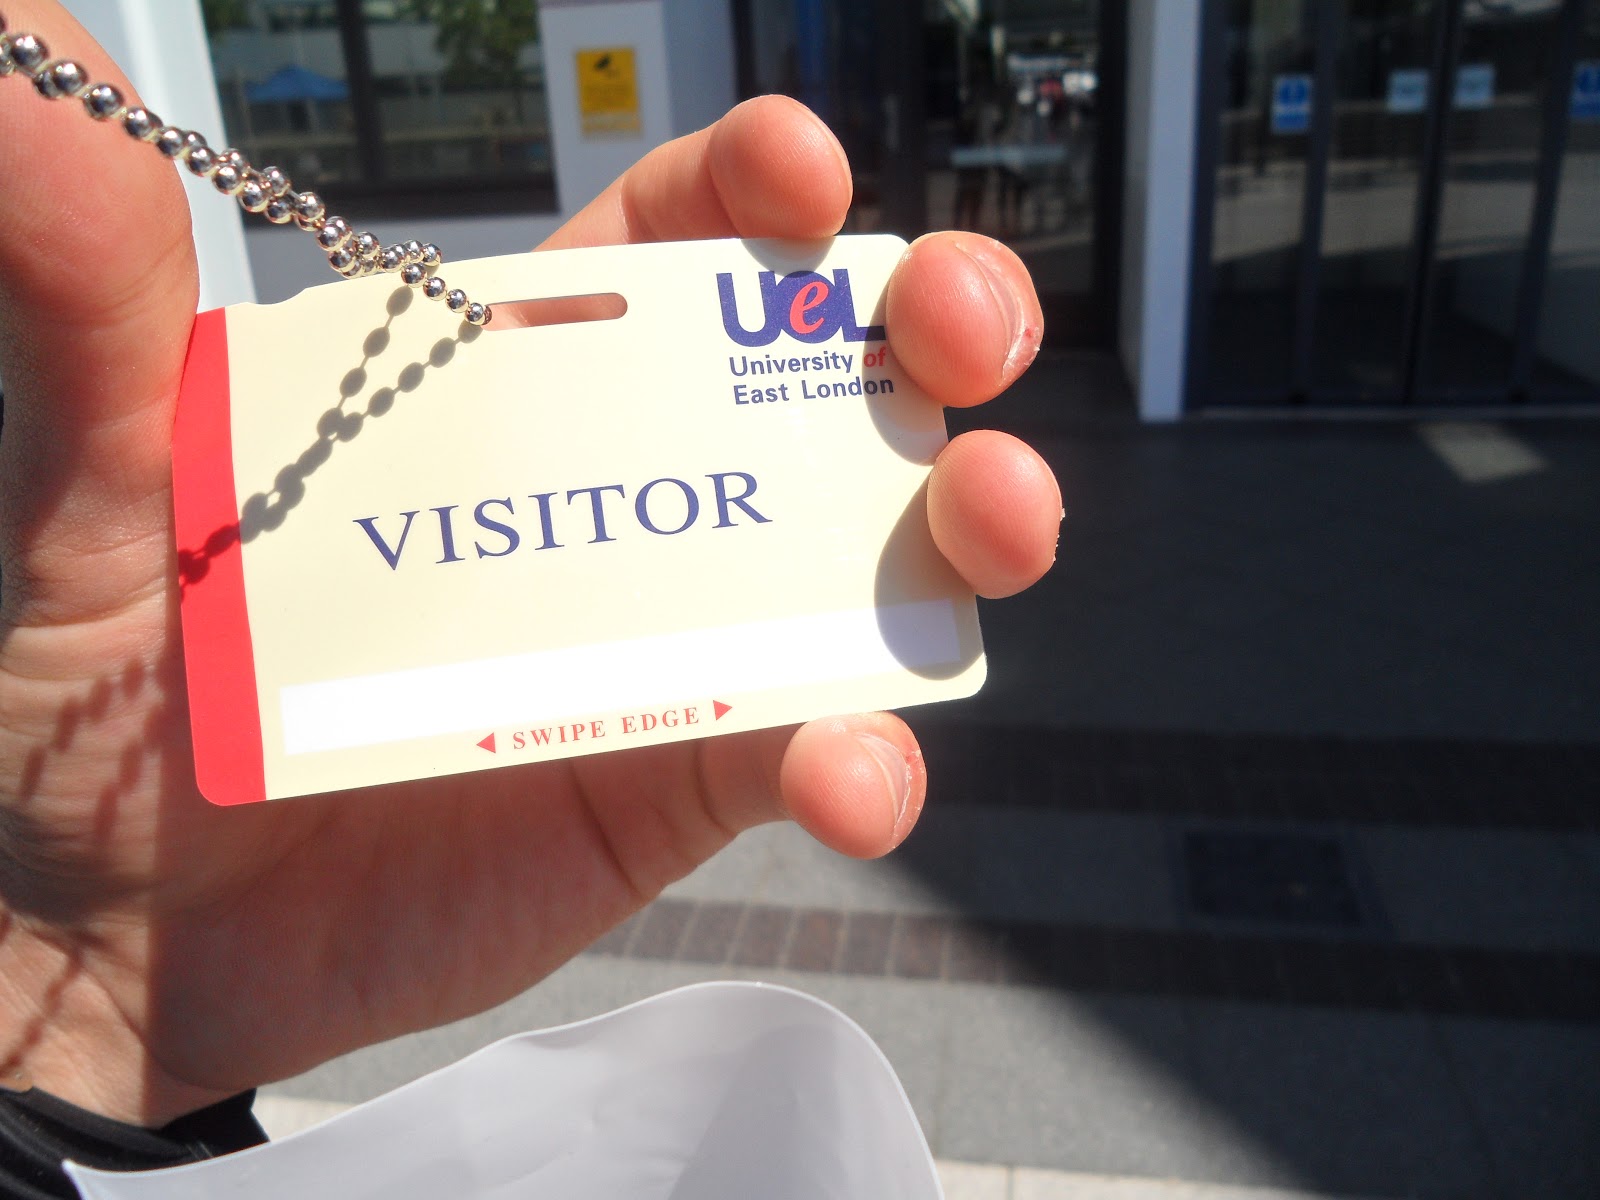 UeL
University of
East London
VISITOR
◀ SWIPE EDGE ▶